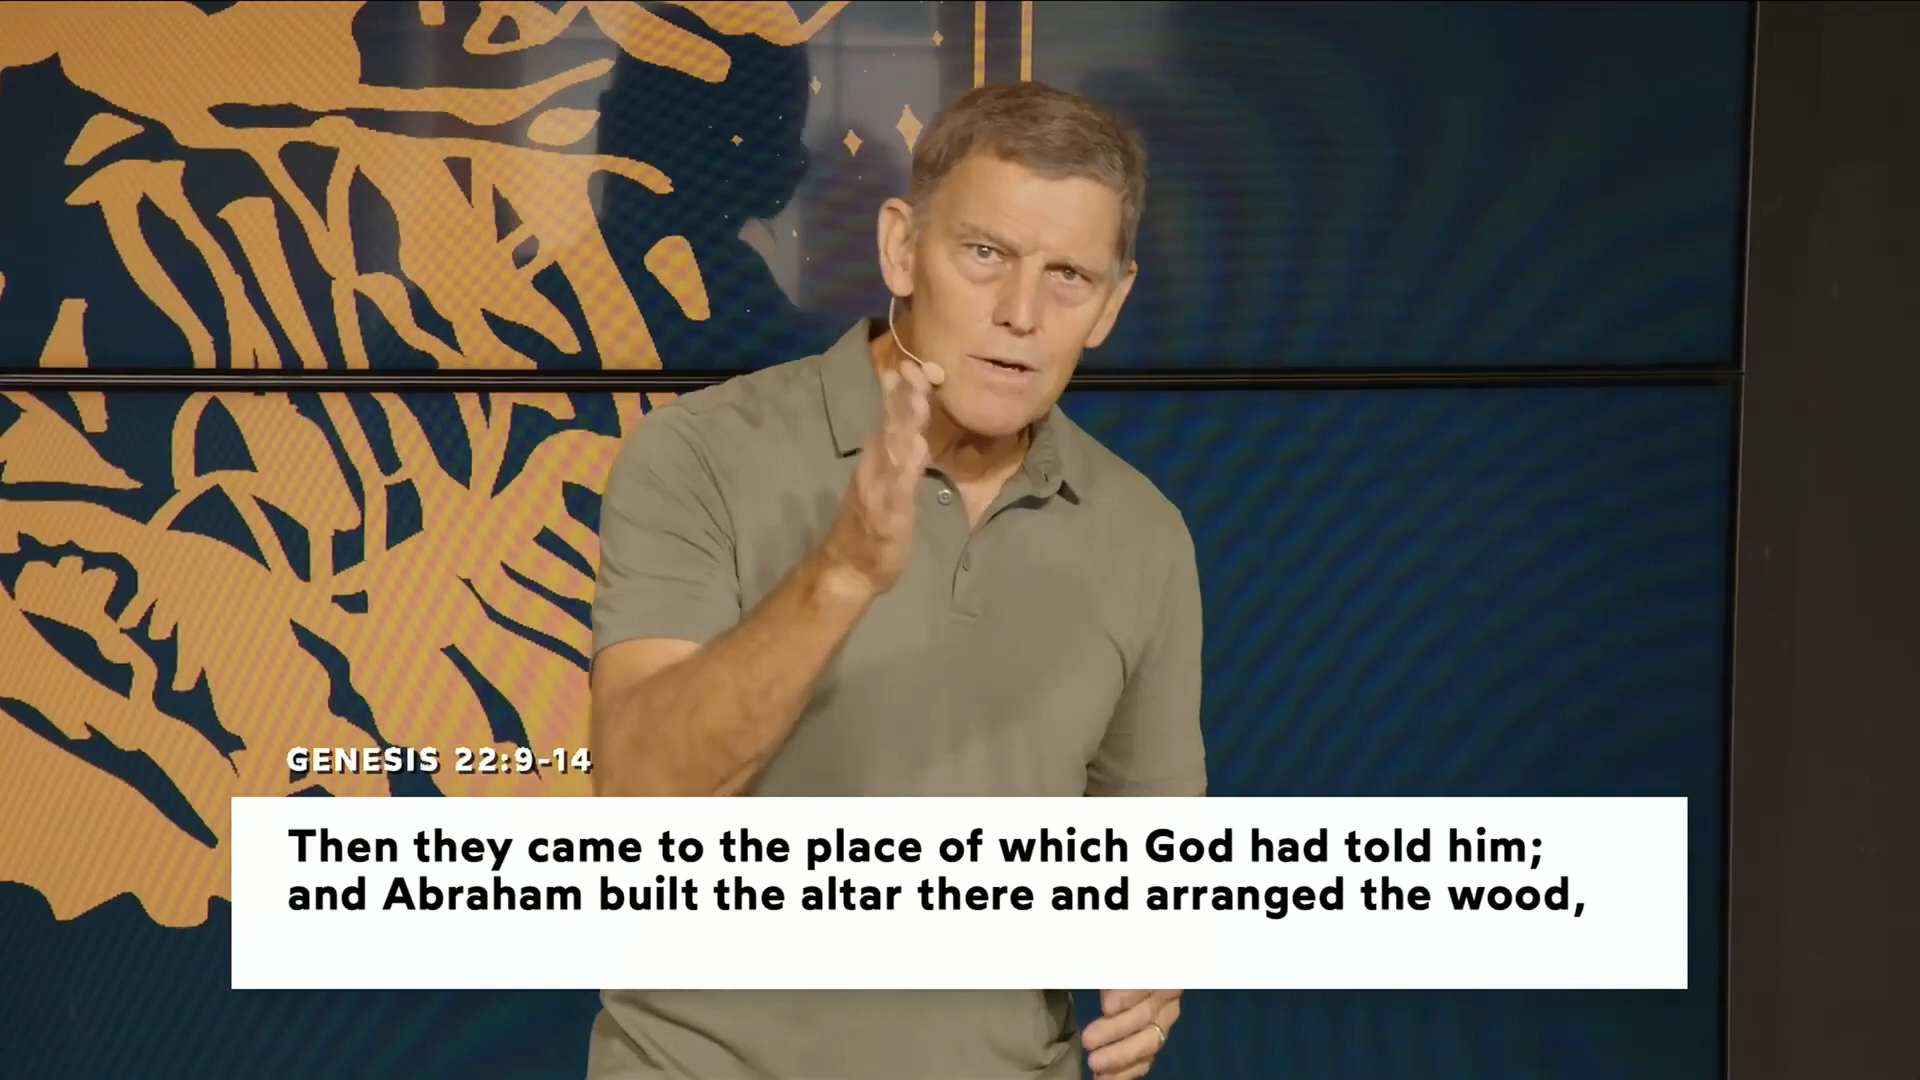 GENESIS 22:9-14
Then they came to the place of which God had told him;
and Abraham built the altar there and arranged the wood,